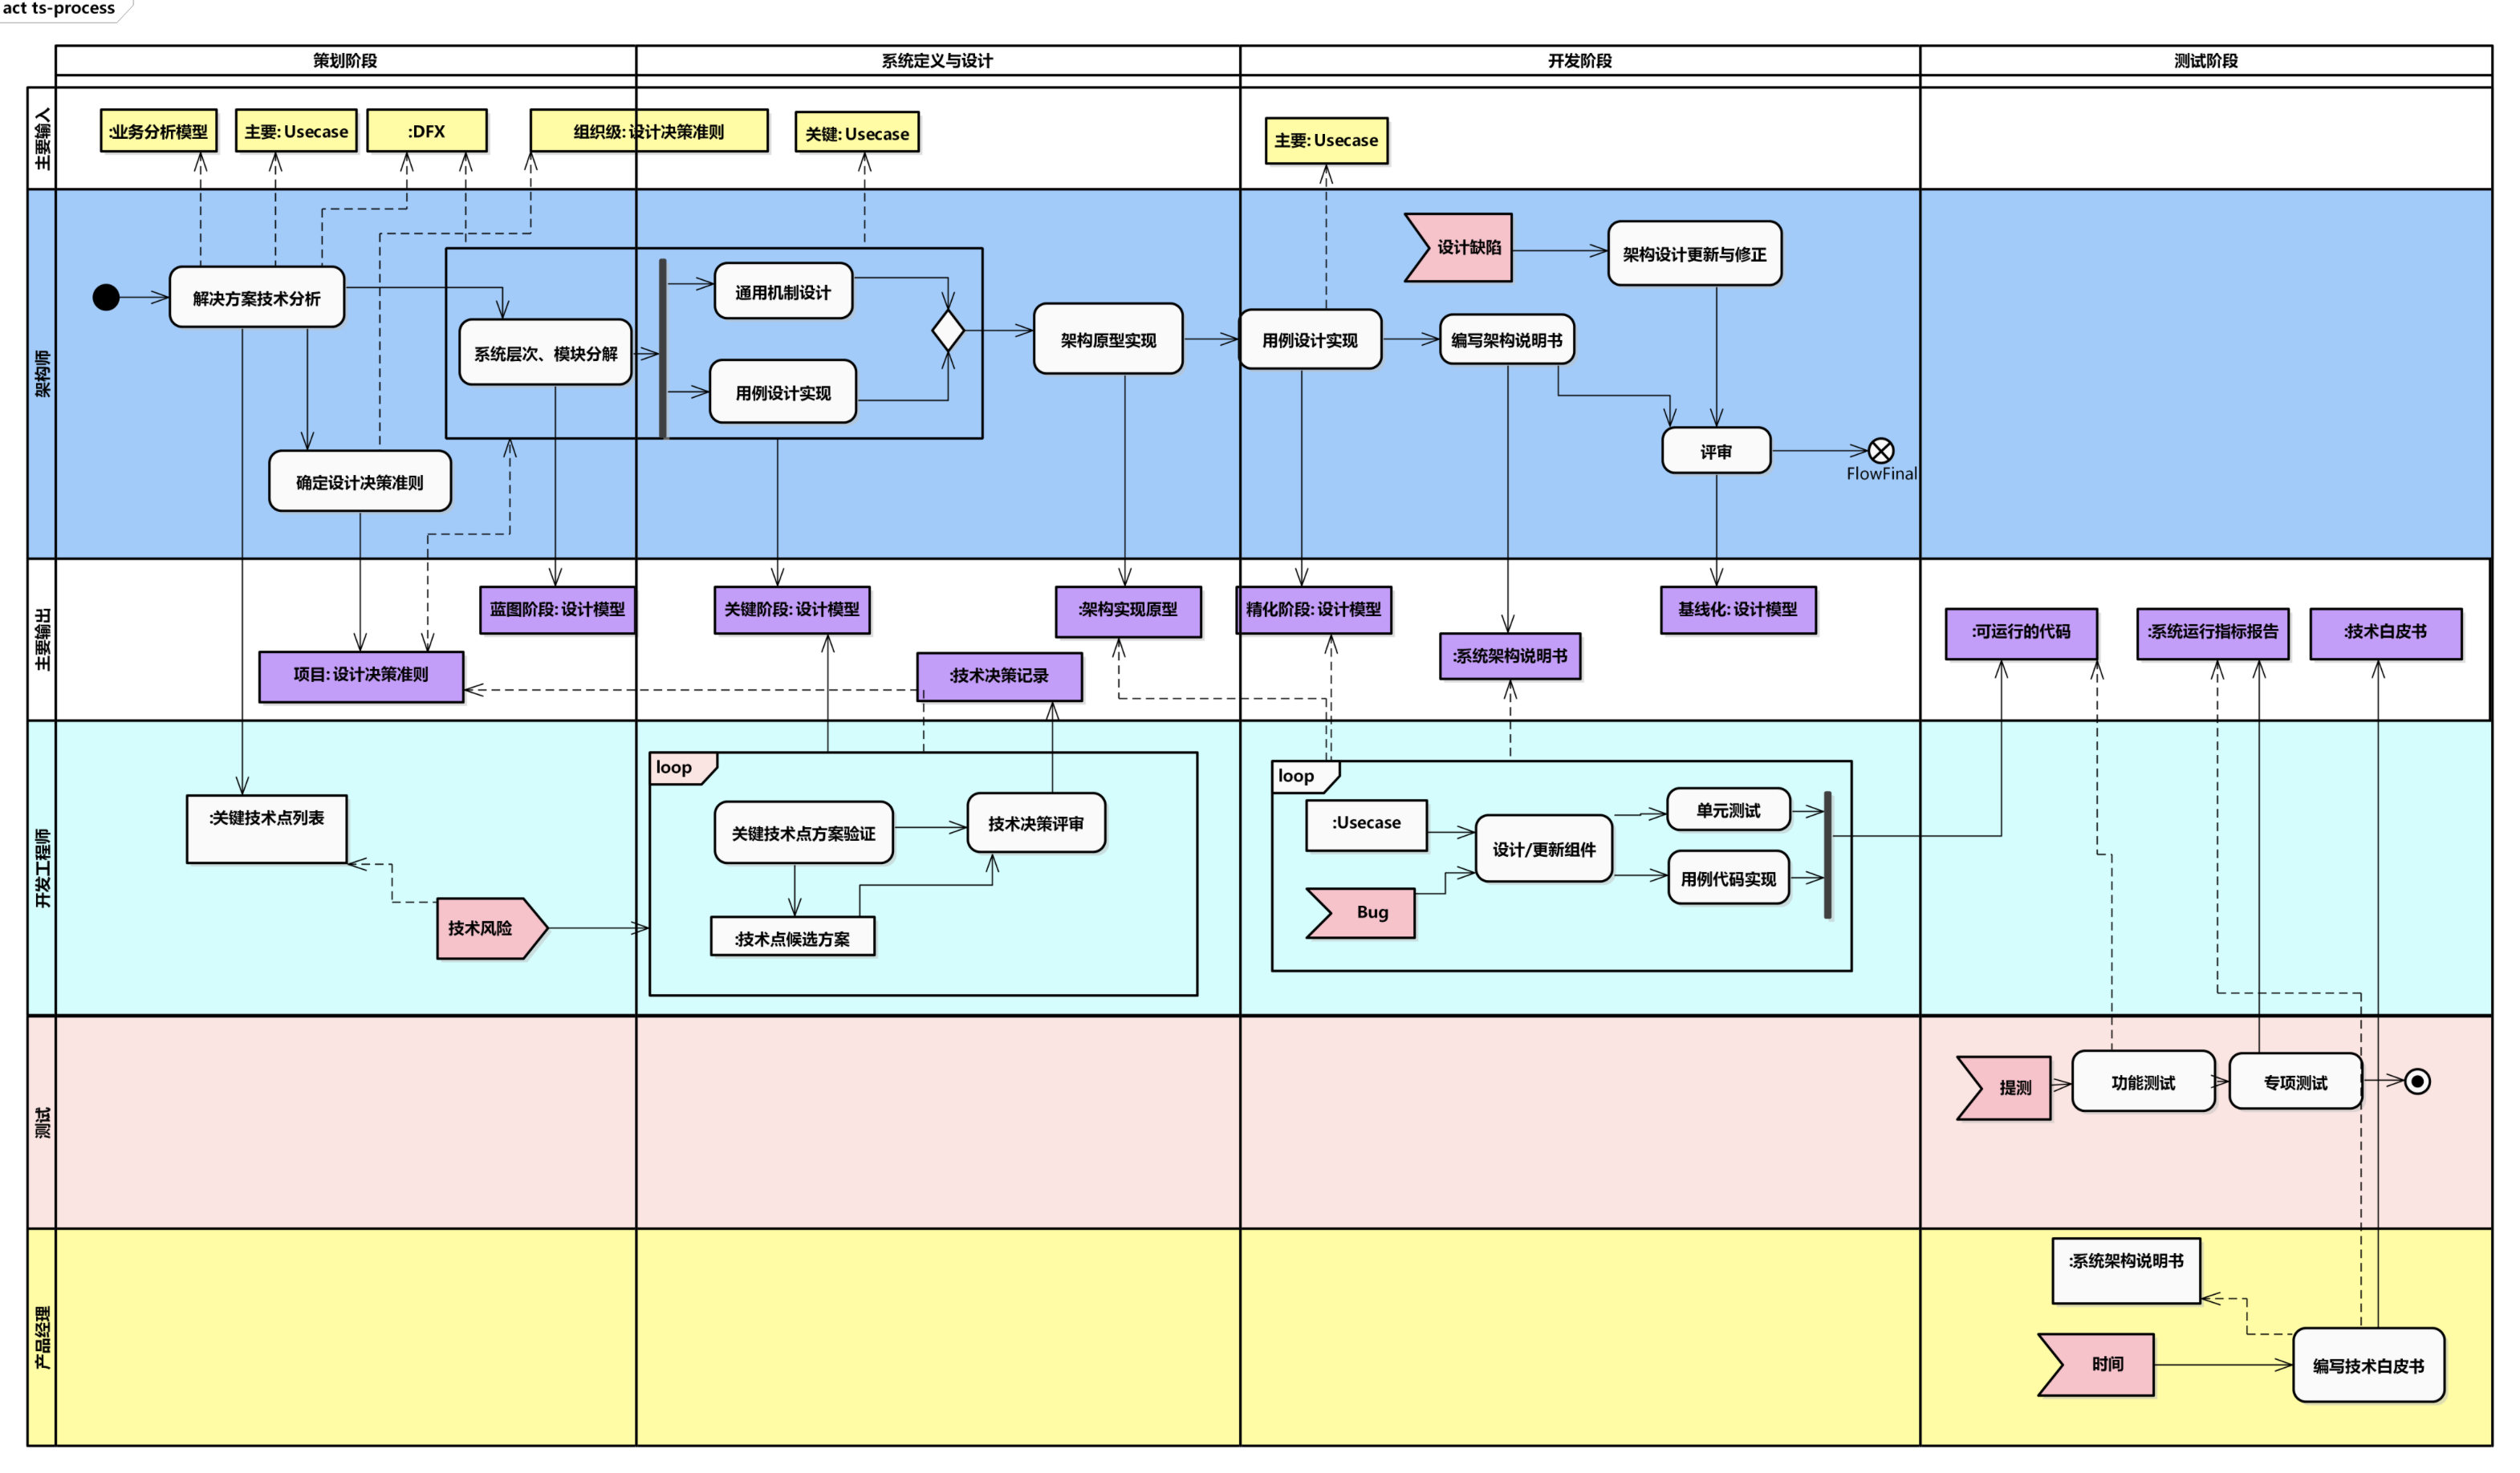 act ts-process
策划阶段
系统定义与设计
开发阶段
测试阶段
主要输入
:业务分析模型
主要: Usecase
:DFX
组织级: 设计决策准则
关键: Usecase
主要: Usecase
架构师
解决方案技术分析
确定设计决策准则
系统层次、模块分解
通用机制设计
用例设计实现
架构原型实现
用例设计实现
设计缺陷
架构设计更新与修正
编写架构说明书
评审
FlowFinal
主要输出
蓝图阶段: 设计模型
关键阶段: 设计模型
:架构实现原型
精化阶段: 设计模型
基线化: 设计模型
项目: 设计决策准则
:技术决策记录
:系统架构说明书
:可运行的代码
:系统运行指标报告
:技术白皮书
开发工程师
:关键技术点列表
技术风险
loop
关键技术点方案验证
技术决策评审
:技术点候选方案
loop
:Usecase
Bug
设计/更新组件
单元测试
用例代码实现
测试
提测
功能测试
专项测试
产品经理
:系统架构说明书
时间
编写技术白皮书